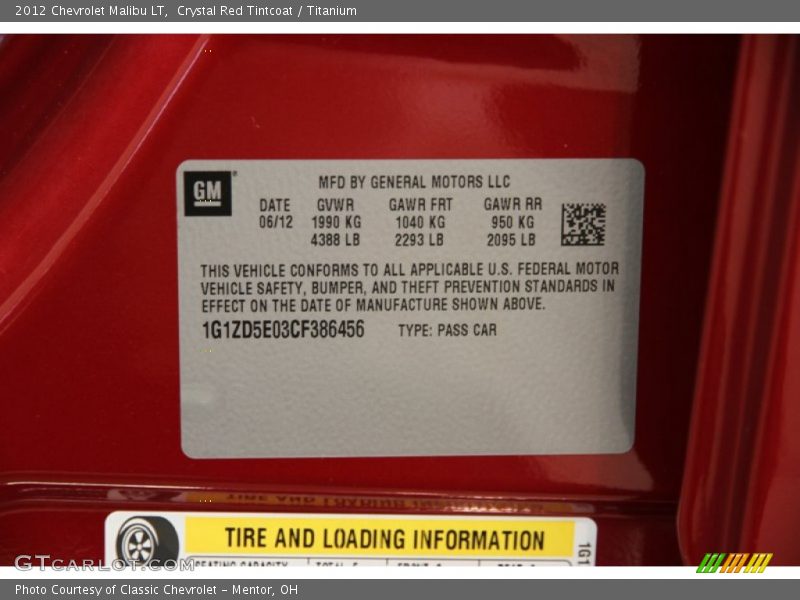 2012 Chevrolet Malibu LT, Crystal Red Tintcoat / Titanium
GM
MFD BY GENERAL MOTORS LLC
DATE GVWR GAWR FRT GAWR RR
06/12 1990 KG 1040 KG 950 KG
4388 LB 2293 LB 2095 LB
THIS VEHICLE CONFORMS TO ALL APPLICABLE U.S. FEDERAL MOTOR
VEHICLE SAFETY, BUMPER, AND THEFT PREVENTION STANDARDS IN
EFFECT ON THE DATE OF MANUFACTURE SHOWN ABOVE.
1G1ZD5E03CF386456 TYPE: PASS CAR
TIRE AND LOADING INFORMATION
SEATING CAPACITY
GTcarlot.com
Photo Courtesy of Classic Chevrolet - Mentor, OH